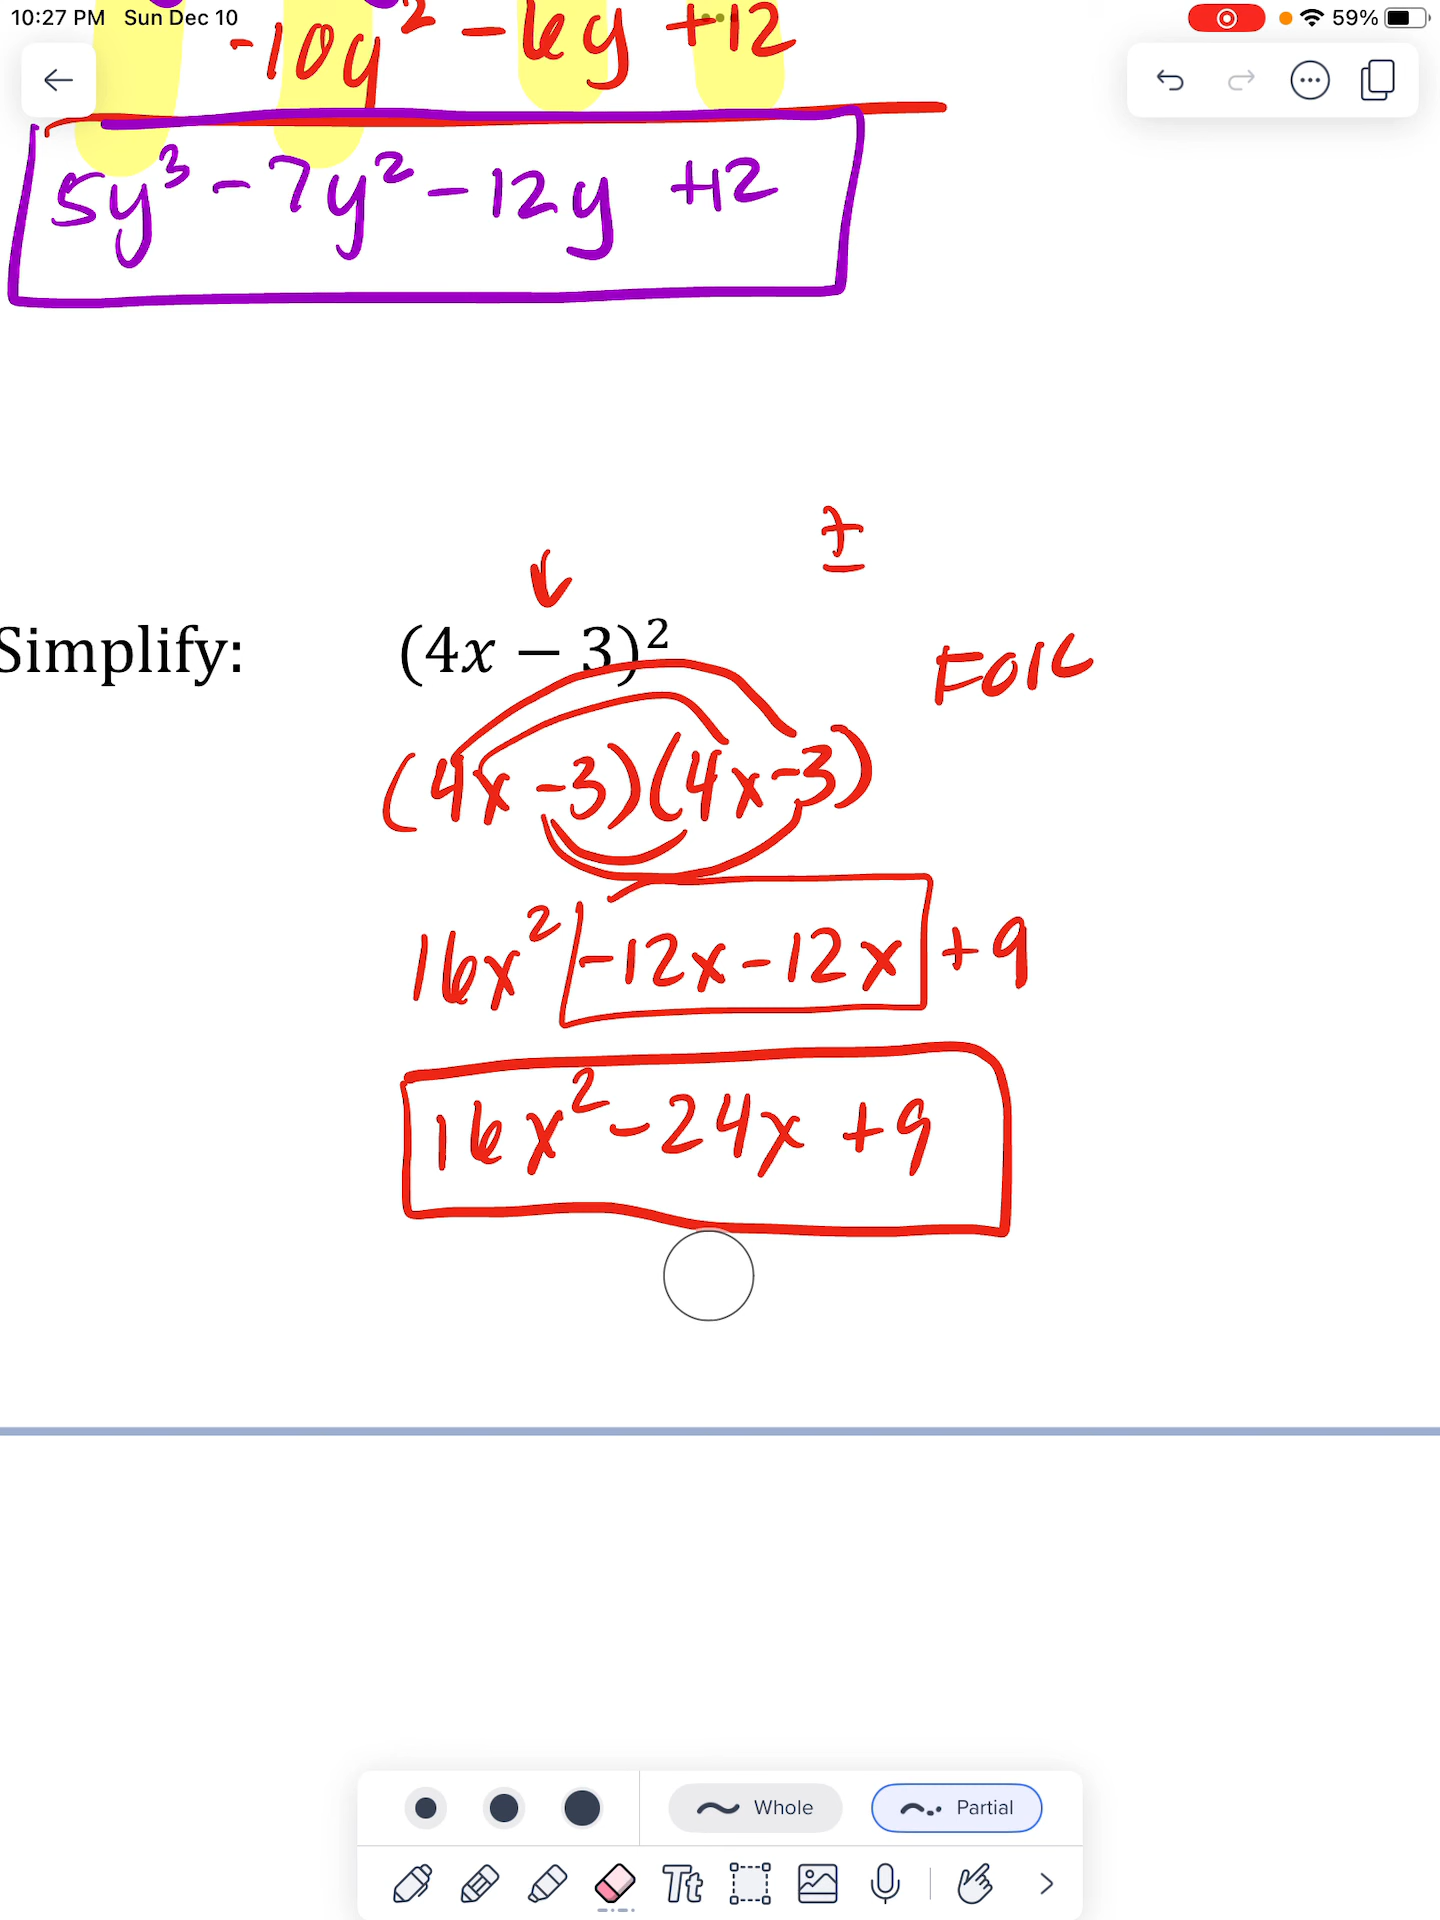 10:27 PM Sun Dec 10
59%
-10y² -6y +12
5y³ -7y² -12y +12
±
Simplify: (4x − 3)²
FOIL
(4x -3)(4x-3)
16x² -12x -12x +9
16x² -24x +9
Whole Partial
Tt